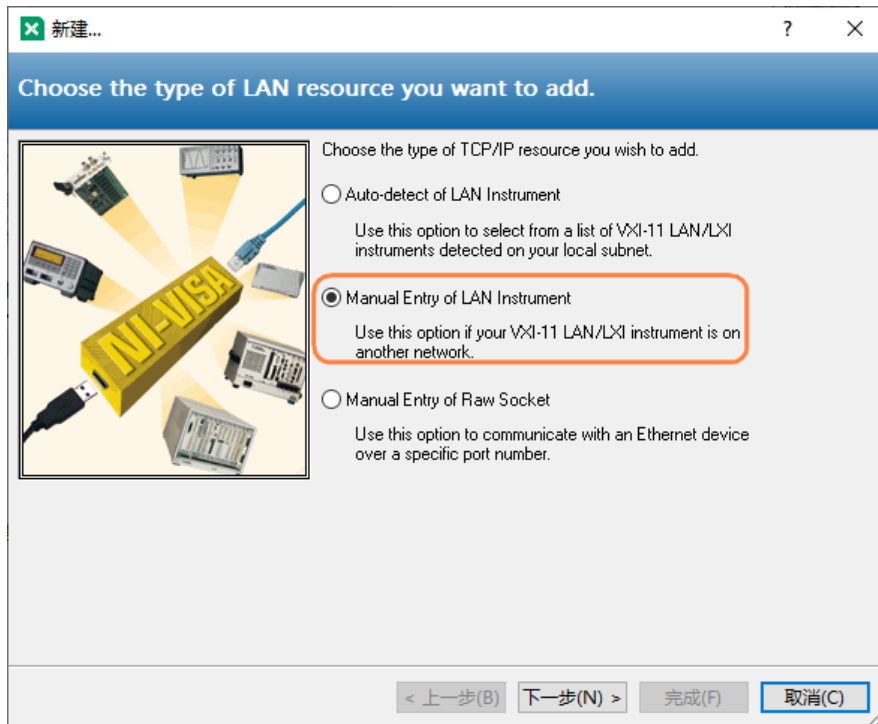 新建...
?
Choose the type of LAN resource you want to add.
Choose the type of TCP/IP resource you wish to add.
Auto-detect of LAN Instrument
Use this option to select from a list of VXI-11 LAN/LXI
instruments detected on your local subnet.
Manual Entry of LAN Instrument
Use this option if your VXI-11 LAN/LXI instrument is on
another network.
Manual Entry of Raw Socket
Use this option to communicate with an Ethernet device
over a specific port number.
NI-VISA
< 上一步(B) 下一步(N) > 完成(F) 取消(C)